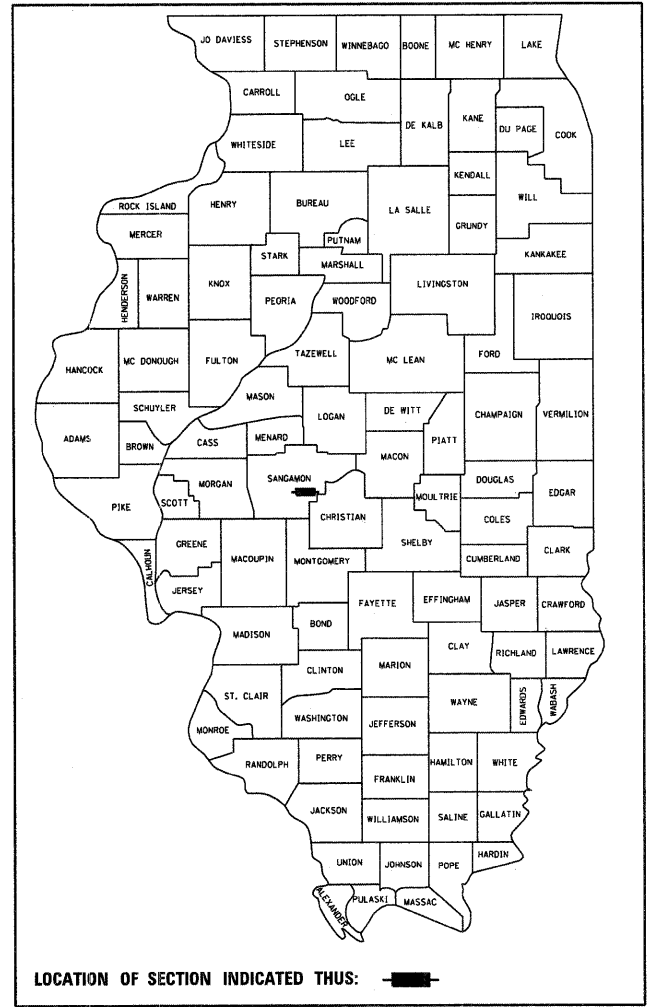 JO DAVIESS STEPHENSON WINNEBAGO BOONE MC HENRY LAKE
CARROLL OGLE DE KALB KANE DU PAGE COOK
WHITESIDE LEE
KENDALL WILL
ROCK ISLAND HENRY BUREAU LA SALLE GRUNDY
MERCER PUTNAM
STARK MARSHALL KANKAKEE
HENDERSON WARREN KNOX PEORIA WOODFORD LIVINGSTON IROQUOIS
HANCOCK MC DONOUGH FULTON TAZEWELL MC LEAN FORD
MASON
SCHUYLER LOGAN DE WITT CHAMPAIGN VERMILION
ADAMS BROWN CASS MENARD PIATT
MACON
SANGAMON DOUGLAS
MORGAN MOULTRIE EDGAR
PIKE SCOTT CHRISTIAN COLES
SHELBY
GREENE MACOUPIN MONTGOMERY CUMBERLAND CLARK
CALHOUN JERSEY FAYETTE EFFINGHAM JASPER CRAWFORD
MADISON BOND
CLAY RICHLAND LAWRENCE
CLINTON MARION
ST. CLAIR WAYNE EDWARDS WABASH
WASHINGTON JEFFERSON
MONROE
RANDOLPH PERRY HAMILTON WHITE
FRANKLIN
JACKSON WILLIAMSON SALINE GALLATIN
UNION JOHNSON POPE HARDIN
ALEXANDER PULASKI MASSAC
LOCATION OF SECTION INDICATED THUS: